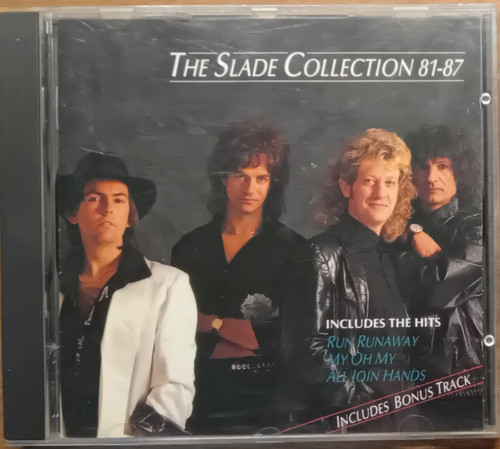 THE SLADE COLLECTION 81-87
INCLUDES THE HITS
RUN RUNAWAY
MY OH MY
ALL JOIN HANDS
INCLUDES BONUS TRACK